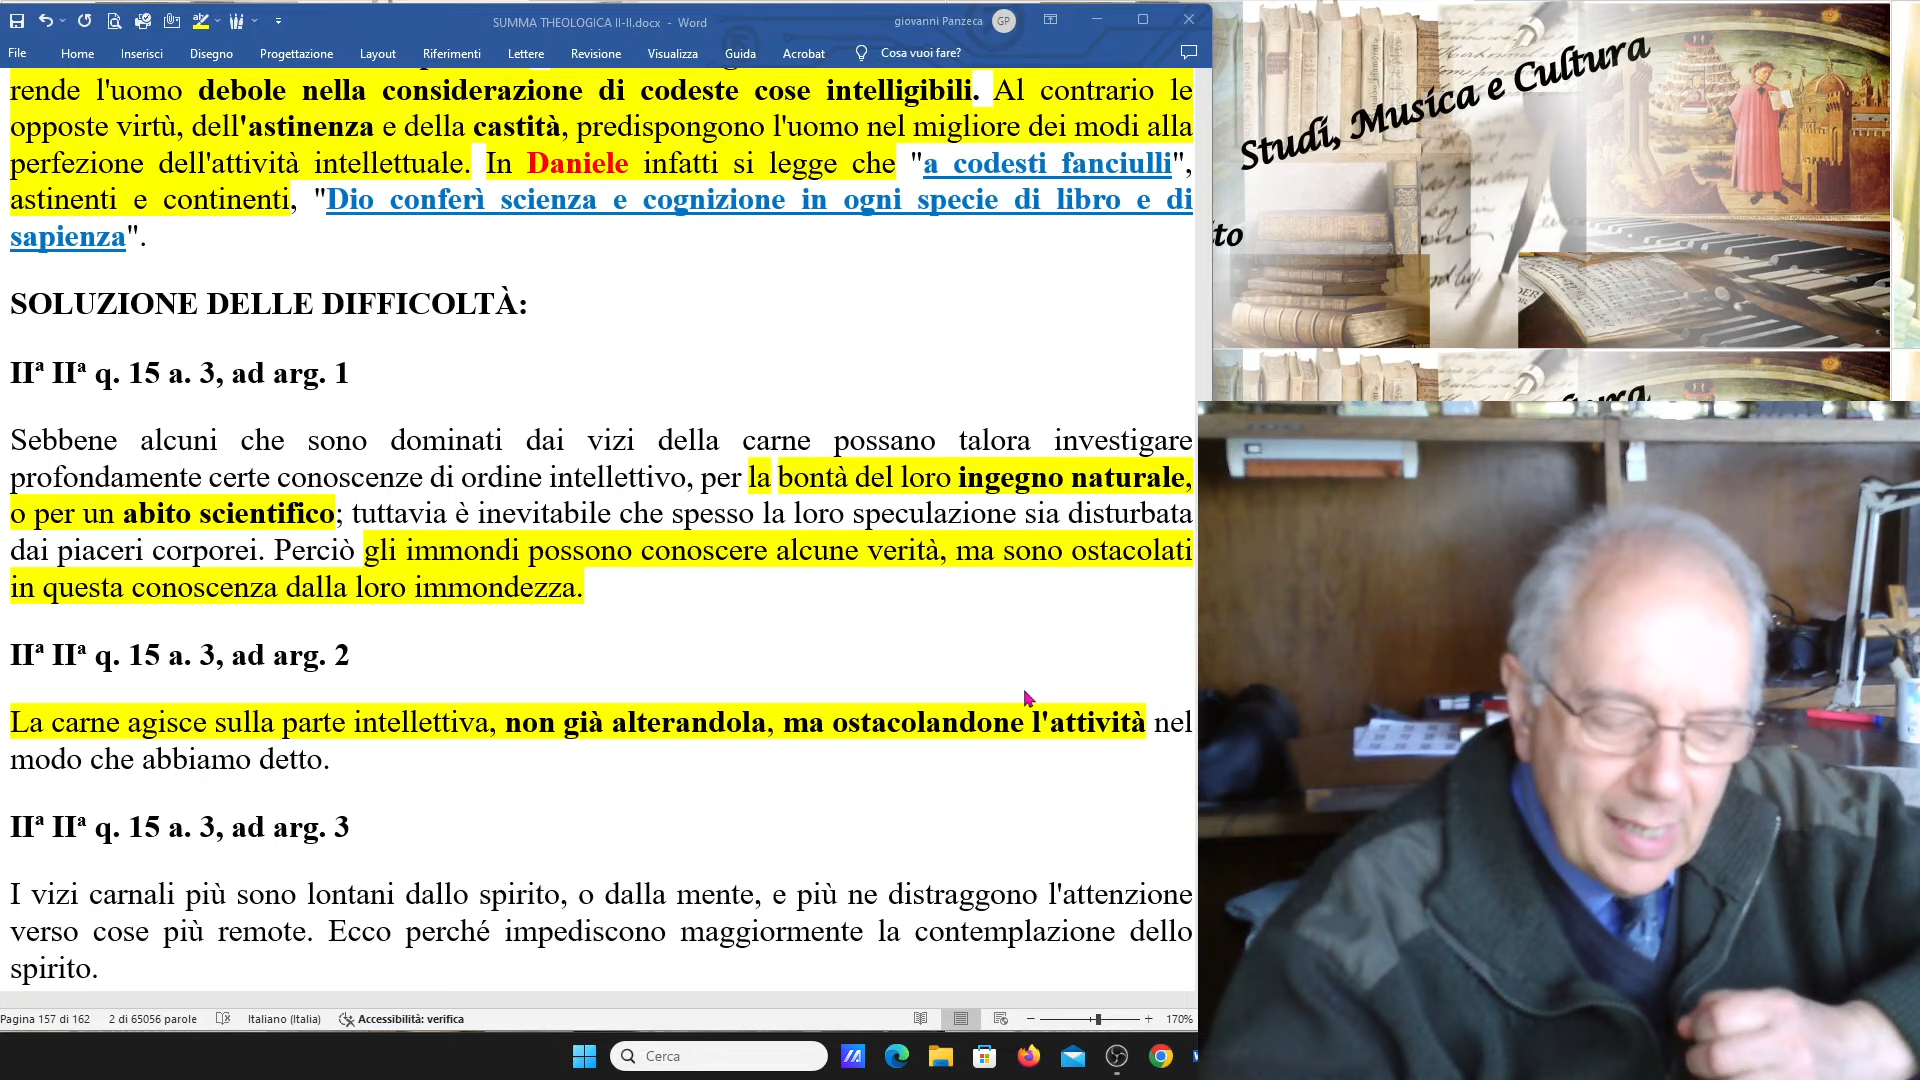 SUMMA THEOLOGICA II-II.docx - Word
giovanni Panzeca
GP
File Home Inserisci Disegno Progettazione Layout Riferimenti Lettere Revisione Visualizza Guida Acrobat Cosa vuoi fare?
rende l'uomo debole nella considerazione di codeste cose intelligibili. Al contrario le
opposte virtù, dell'astinenza e della castità, predispongono l'uomo nel migliore dei modi alla
perfezione dell'attività intellettuale. In Daniele infatti si legge che "a codesti fanciulli",
astinenti e continenti, "Dio conferì scienza e cognizione in ogni specie di libro e di
sapienza".
SOLUZIONE DELLE DIFFICOLTÀ:
IIª IIª q. 15 a. 3, ad arg. 1
Sebbene alcuni che sono dominati dai vizi della carne possano talora investigare
profondamente certe conoscenze di ordine intellettivo, per la bontà del loro ingegno naturale,
o per un abito scientifico; tuttavia è inevitabile che spesso la loro speculazione sia disturbata
dai piaceri corporei. Perciò gli immondi possono conoscere alcune verità, ma sono ostacolati
in questa conoscenza dalla loro immondezza.
IIª IIª q. 15 a. 3, ad arg. 2
La carne agisce sulla parte intellettiva, non già alterandola, ma ostacolandone l'attività nel
modo che abbiamo detto.
IIª IIª q. 15 a. 3, ad arg. 3
I vizi carnali più sono lontani dallo spirito, o dalla mente, e più ne distraggono l'attenzione
verso cose più remote. Ecco perché impediscono maggiormente la contemplazione dello
spirito.
Pagina 157 di 162 2 di 65056 parole Italiano (Italia) Accessibilità: verifica
170%
Cerca
Studi, Musica e Cultura
ito